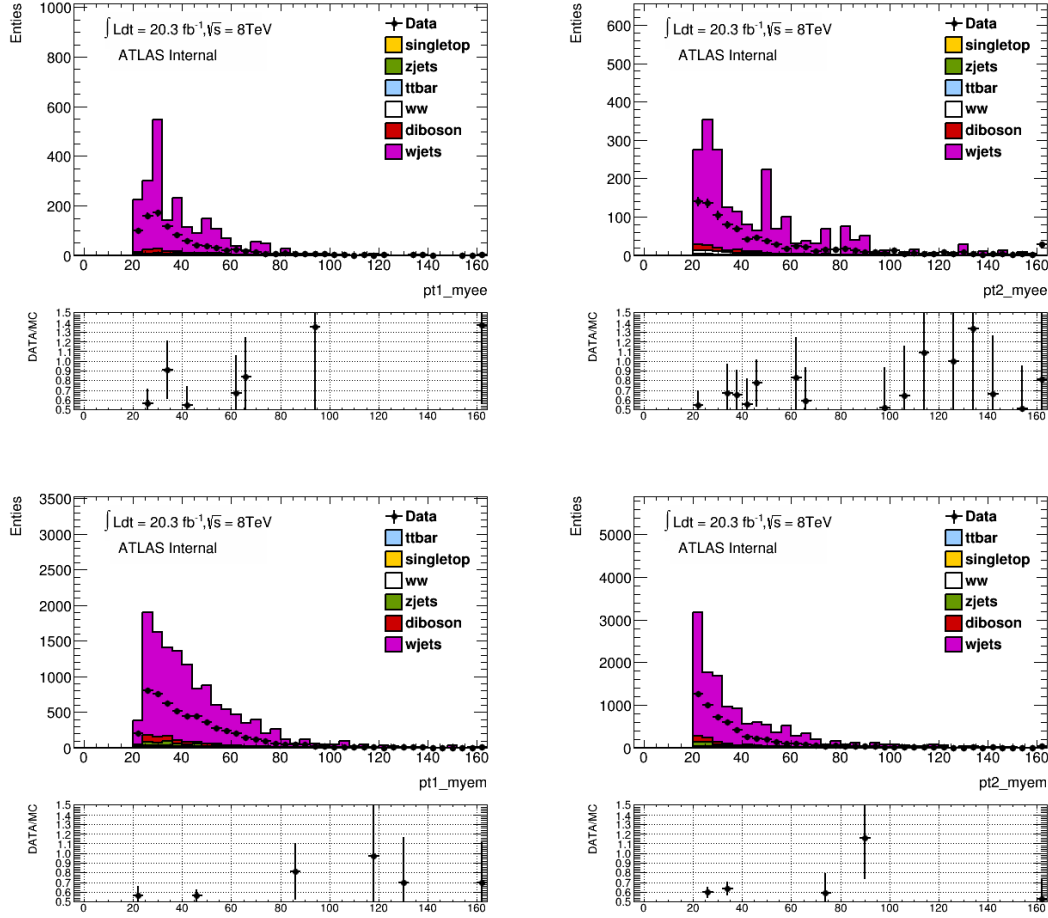 Enties
1000
800
600
400
200
0
∫ Ldt = 20.3 fb⁻¹,√s = 8TeV
ATLAS Internal
Data
singletop
zjets
ttbar
ww
diboson
wjets
0 20 40 60 80 100 120 140 160
pt1_myee
DATA/MC
1.5
1.4
1.3
1.2
1.1
1.0
0.9
0.8
0.7
0.6
0.5
0 20 40 60 80 100 120 140 160
Enties
600
500
400
300
200
100
0
∫ Ldt = 20.3 fb⁻¹,√s = 8TeV
ATLAS Internal
Data
singletop
zjets
ttbar
ww
diboson
wjets
0 20 40 60 80 100 120 140 160
pt2_myee
DATA/MC
1.5
1.4
1.3
1.2
1.1
1.0
0.9
0.8
0.7
0.6
0.5
0 20 40 60 80 100 120 140 160
Enties
3500
3000
2500
2000
1500
1000
500
0
∫ Ldt = 20.3 fb⁻¹,√s = 8TeV
ATLAS Internal
Data
ttbar
singletop
ww
zjets
diboson
wjets
0 20 40 60 80 100 120 140 160
pt1_myem
DATA/MC
1.5
1.4
1.3
1.2
1.1
1.0
0.9
0.8
0.7
0.6
0.5
0 20 40 60 80 100 120 140 160
Enties
5000
4000
3000
2000
1000
0
∫ Ldt = 20.3 fb⁻¹,√s = 8TeV
ATLAS Internal
Data
ttbar
singletop
ww
zjets
diboson
wjets
0 20 40 60 80 100 120 140 160
pt2_myem
DATA/MC
1.5
1.4
1.3
1.2
1.1
1.0
0.9
0.8
0.7
0.6
0.5
0 20 40 60 80 100 120 140 160